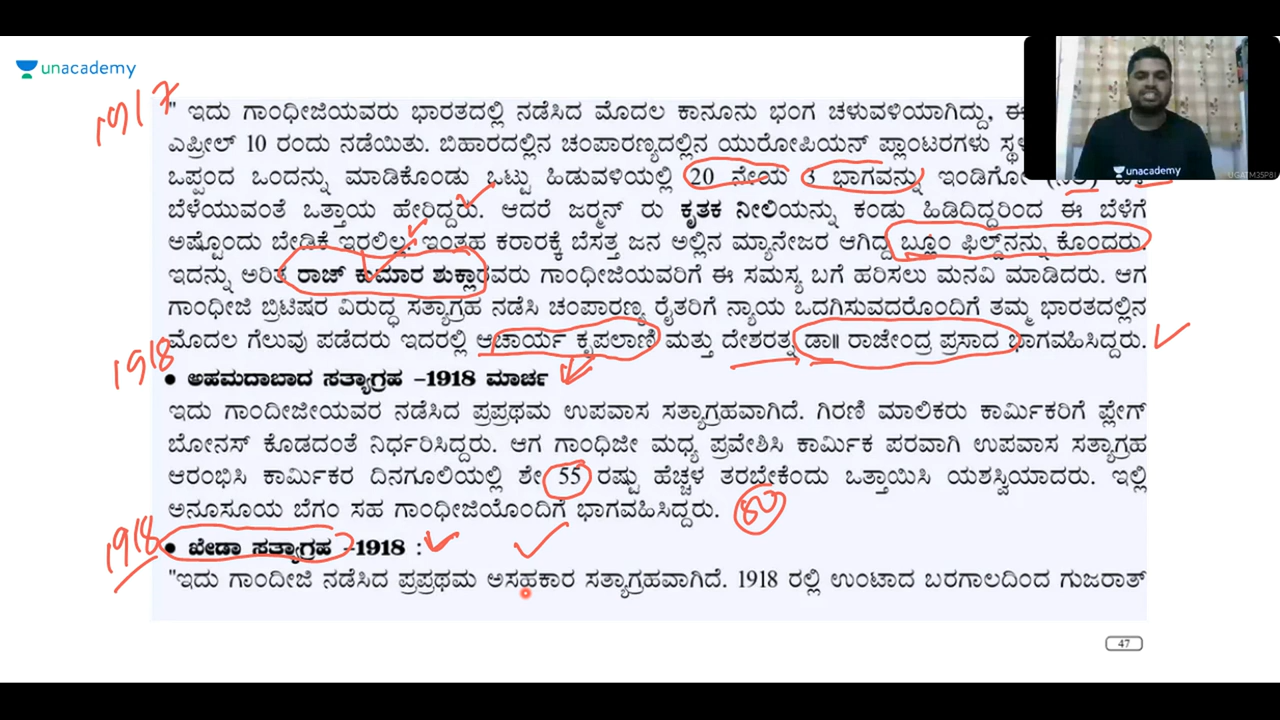 unacademy
1917
" ಇದು ಗಾಂಧೀಜಿಯವರು ಭಾರತದಲ್ಲಿ ನಡೆಸಿದ ಮೊದಲ ಕಾನೂನು ಭಂಗ ಚಳುವಳಿಯಾಗಿದ್ದು, ಈ
ಎಪ್ರೀಲ್ 10 ರಂದು ನಡೆಯಿತು. ಬಿಹಾರದಲ್ಲಿನ ಚಂಪಾರಣ್ಯದಲ್ಲಿನ ಯುರೋಪಿಯನ್ ಪ್ಲಾಂಟರಗಳು
ಒಪ್ಪಂದ ಒಂದನ್ನು ಮಾಡಿಕೊಂಡು ಒಟ್ಟು ಹಿಡುವಳಿಯಲ್ಲಿ 20 ನೇಯ 3 ಭಾಗವನ್ನು ಇಂಡಿಗೋ
ಬೆಳೆಯುವಂತೆ ಒತ್ತಾಯ ಹೇರಿದ್ದರು. ಆದರೆ ಜರ್ಮನ್ ರು ಕೃತಕ ನೀಲಿಯನ್ನು ಕಂಡು ಹಿಡಿದಿದ್ದರಿಂದ ಈ ಬೆಳೆಗೆ
ಅಷ್ಟೊಂದು ಬೇಡಿಕೆ ಇರಲಿಲ್ಲ. ಇಂತಹ ಕರಾರಕ್ಕೆ ಬೆಸತ್ತ ಜನ ಅಲ್ಲಿನ ಮ್ಯಾನೇಜರ ಆಗಿದ್ದ ಬ್ಲೂಂ ಫಿಲ್ಡ್‌ನನ್ನು ಕೊಂದರು.
ಇದನ್ನು ಅರಿತ ರಾಜ್ ಕುಮಾರ ಶುಕ್ಲಾರವರು ಗಾಂಧೀಜಿಯವರಿಗೆ ಈ ಸಮಸ್ಯ ಬಗೆ ಹರಿಸಲು ಮನವಿ ಮಾಡಿದರು. ಆಗ
ಗಾಂಧೀಜಿ ಬ್ರಿಟಿಷರ ವಿರುದ್ಧ ಸತ್ಯಾಗ್ರಹ ನಡೆಸಿ ಚಂಪಾರಣ್ಯ ರೈತರಿಗೆ ನ್ಯಾಯ ಒದಗಿಸುವದರೊಂದಿಗೆ ತಮ್ಮ ಭಾರತದಲ್ಲಿನ
ಮೊದಲ ಗೆಲುವು ಪಡೆದರು ಇದರಲ್ಲಿ ಆಚಾರ್ಯ ಕೃಪಲಾಣಿ ಮತ್ತು ದೇಶರತ್ನ ಡಾ॥ ರಾಜೇಂದ್ರ ಪ್ರಸಾದ ಭಾಗವಹಿಸಿದ್ದರು.
1918
• ಅಹಮದಾಬಾದ ಸತ್ಯಾಗ್ರಹ -1918 ಮಾರ್ಚ
ಇದು ಗಾಂದೀಜೀಯವರ ನಡೆಸಿದ ಪ್ರಪ್ರಥಮ ಉಪವಾಸ ಸತ್ಯಾಗ್ರಹವಾಗಿದೆ. ಗಿರಣಿ ಮಾಲಿಕರು ಕಾರ್ಮಿಕರಿಗೆ ಪ್ಲೇಗ್
ಬೋನಸ್ ಕೊಡದಂತೆ ನಿರ್ಧರಿಸಿದ್ದರು. ಆಗ ಗಾಂಧಿಜೀ ಮಧ್ಯ ಪ್ರವೇಶಿಸಿ ಕಾರ್ಮಿಕ ಪರವಾಗಿ ಉಪವಾಸ ಸತ್ಯಾಗ್ರಹ
ಆರಂಭಿಸಿ ಕಾರ್ಮಿಕರ ದಿನಗೂಲಿಯಲ್ಲಿ ಶೇ 55 ರಷ್ಟು ಹೆಚ್ಚಳ ತರಬೇಕೆಂದು ಒತ್ತಾಯಿಸಿ ಯಶಸ್ವಿಯಾದರು. ಇಲ್ಲಿ
ಅನೂಸೂಯ ಬೆಗಂ ಸಹ ಗಾಂಧೀಜಿಯೊಂದಿಗೆ ಭಾಗವಹಿಸಿದ್ದರು.
1918
• ಖೇಡಾ ಸತ್ಯಾಗ್ರಹ -1918 :
"ಇದು ಗಾಂದೀಜಿ ನಡೆಸಿದ ಪ್ರಪ್ರಥಮ ಅಸಹಕಾರ ಸತ್ಯಾಗ್ರಹವಾಗಿದೆ. 1918 ರಲ್ಲಿ ಉಂಟಾದ ಬರಗಾಲದಿಂದ ಗುಜರಾತ್
47
unacademy